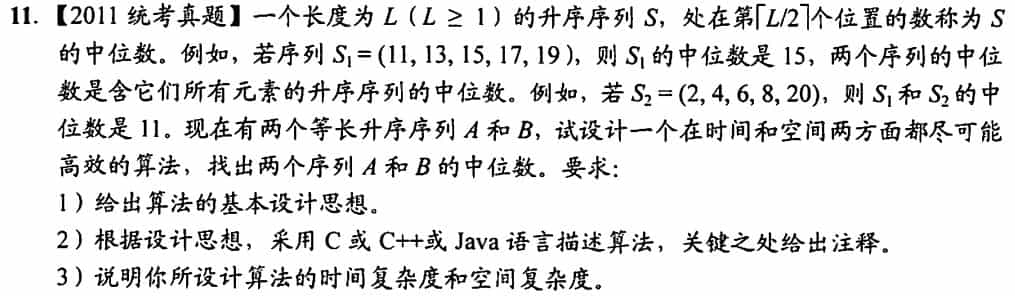 11. 【2011 统考真题】一个长度为 L（L ≥ 1）的升序序列 S，处在第⌈L/2⌉个位置的数称为 S
的中位数。例如，若序列 S₁ = (11, 13, 15, 17, 19)，则 S₁ 的中位数是 15，两个序列的中位
数是含它们所有元素的升序序列的中位数。例如，若 S₂ = (2, 4, 6, 8, 20)，则 S₁ 和 S₂ 的中
位数是 11。现在有两个等长升序序列 A 和 B，试设计一个在时间和空间两方面都尽可能
高效的算法，找出两个序列 A 和 B 的中位数。要求：
1）给出算法的基本设计思想。
2）根据设计思想，采用 C 或 C++或 Java 语言描述算法，关键之处给出注释。
3）说明你所设计算法的时间复杂度和空间复杂度。